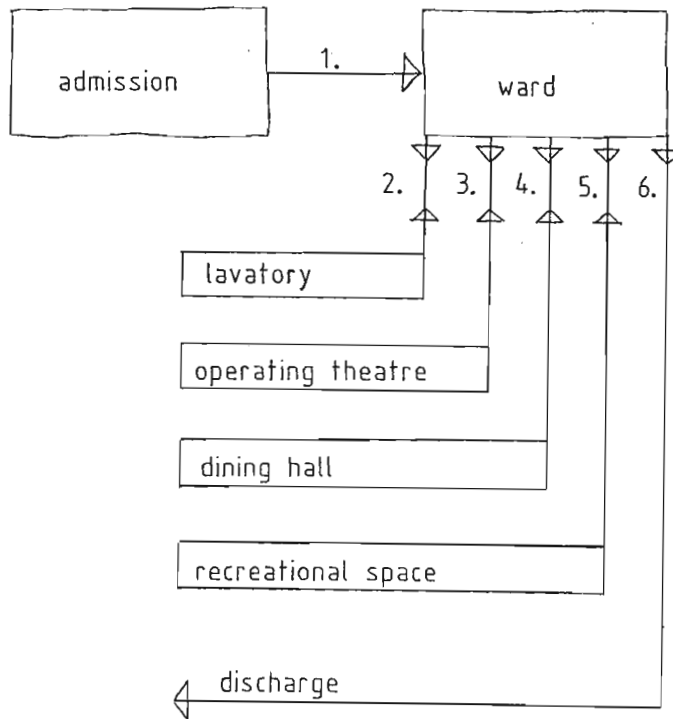 admission
1.
ward
2. 3. 4. 5. 6.
lavatory
operating theatre
dining hall
recreational space
discharge